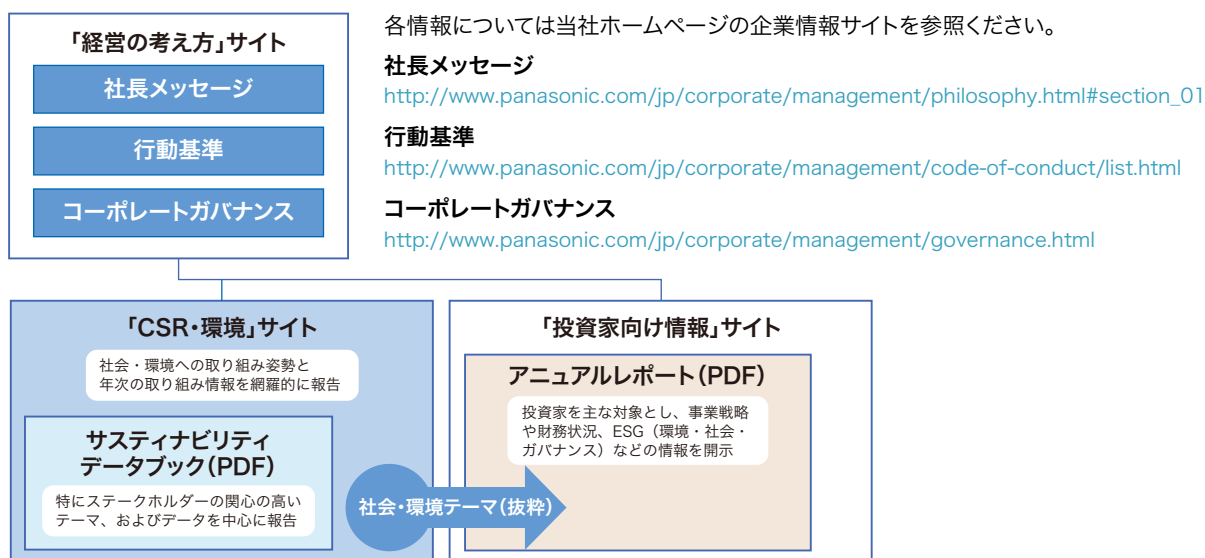 「経営の考え方」サイト
社長メッセージ
行動基準
コーポレートガバナンス
各情報については当社ホームページの企業情報サイトを参照ください。
社長メッセージ
http://www.panasonic.com/jp/corporate/management/philosophy.html#section_01
行動基準
http://www.panasonic.com/jp/corporate/management/code-of-conduct/list.html
コーポレートガバナンス
http://www.panasonic.com/jp/corporate/management/governance.html
「CSR・環境」サイト
社会・環境への取り組み姿勢と
年次の取り組み情報を網羅的に報告
サスティナビリティ
データブック(PDF)
特にステークホルダーの関心の高い
テーマ、およびデータを中心に報告
社会・環境テーマ(抜粋)
「投資家向け情報」サイト
アニュアルレポート(PDF)
投資家を主な対象とし、事業戦略
や財務状況、ESG（環境・社会・
ガバナンス）などの情報を開示